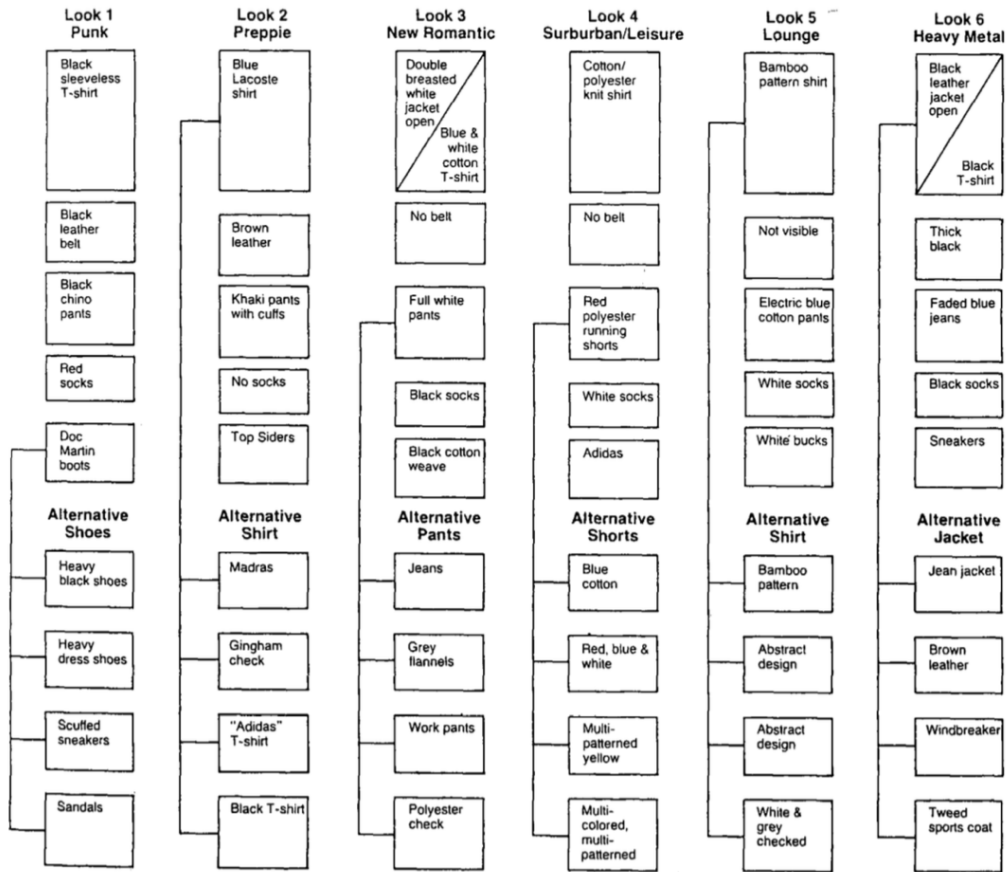 Look 1
Punk
Black
sleeveless
T-shirt
Black
leather
belt
Black
chino
pants
Red
socks
Doc
Martin
boots
Alternative
Shoes
Heavy
black shoes
Heavy
dress shoes
Scuffed
sneakers
Sandals
Look 2
Preppie
Blue
Lacoste
shirt
Brown
leather
Khaki pants
with cuffs
No socks
Top Siders
Alternative
Shirt
Madras
Gingham
check
"Adidas"
T-shirt
Black T-shirt
Look 3
New Romantic
Double
breasted
white
jacket
open
Blue &
white
cotton
T-shirt
No belt
Full white
pants
Black socks
Black cotton
weave
Alternative
Pants
Jeans
Grey
flannels
Work pants
Polyester
check
Look 4
Surburban/Leisure
Cotton/
polyester
knit shirt
No belt
Red
polyester
running
shorts
White socks
Adidas
Alternative
Shorts
Blue
cotton
Red, blue &
white
Multi-
patterned
yellow
Multi-
colored,
multi-
patterned
Look 5
Lounge
Bamboo
pattern shirt
Not visible
Electric blue
cotton pants
White socks
White bucks
Alternative
Shirt
Bamboo
pattern
Abstract
design
Abstract
design
White &
grey
checked
Look 6
Heavy Metal
Black
leather
jacket
open
Black
T-shirt
Thick
black
Faded blue
jeans
Black socks
Sneakers
Alternative
Jacket
Jean jacket
Brown
leather
Windbreaker
Tweed
sports coat